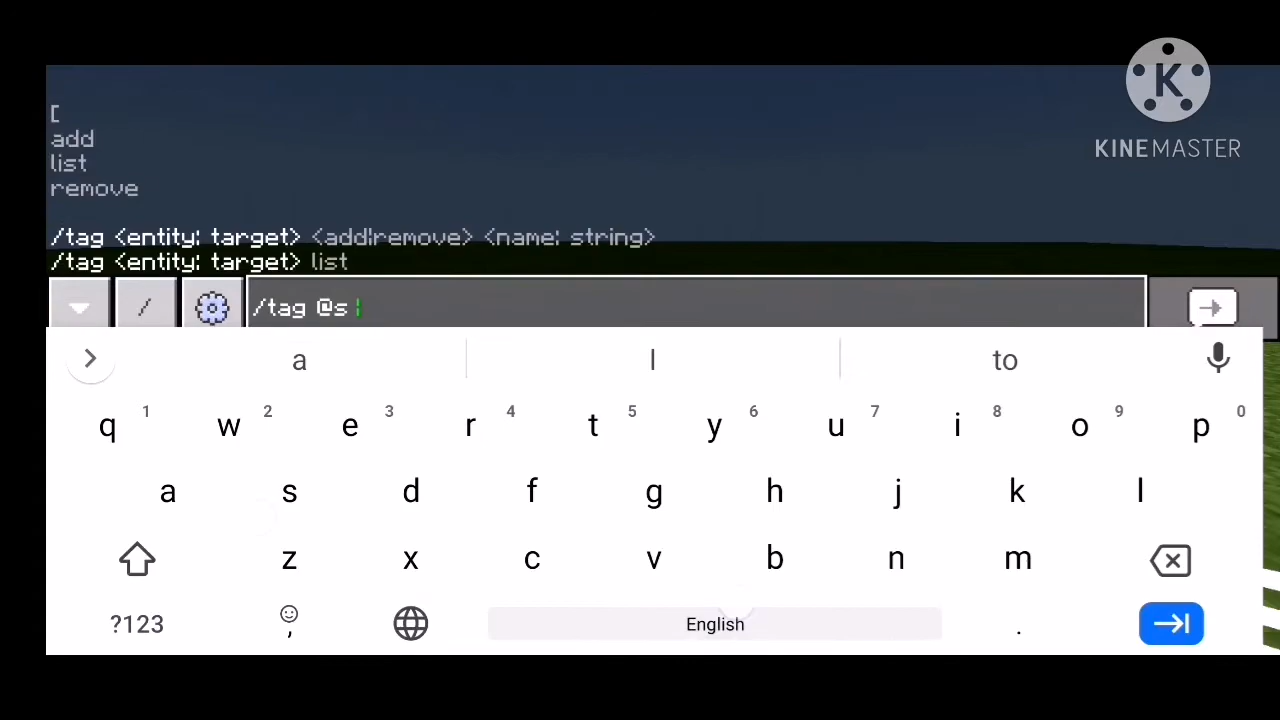 [
add
list
remove
/tag <entity: target> <add|remove> <name: string>
/tag <entity: target> list
/
/tag @s
K
KINEMASTER
a
I
to
q 1 w 2 e 3 r 4 t 5 y 6 u 7 i 8 o 9 p 0
a s d f g h j k l
z x c v b n m
?123 , English .